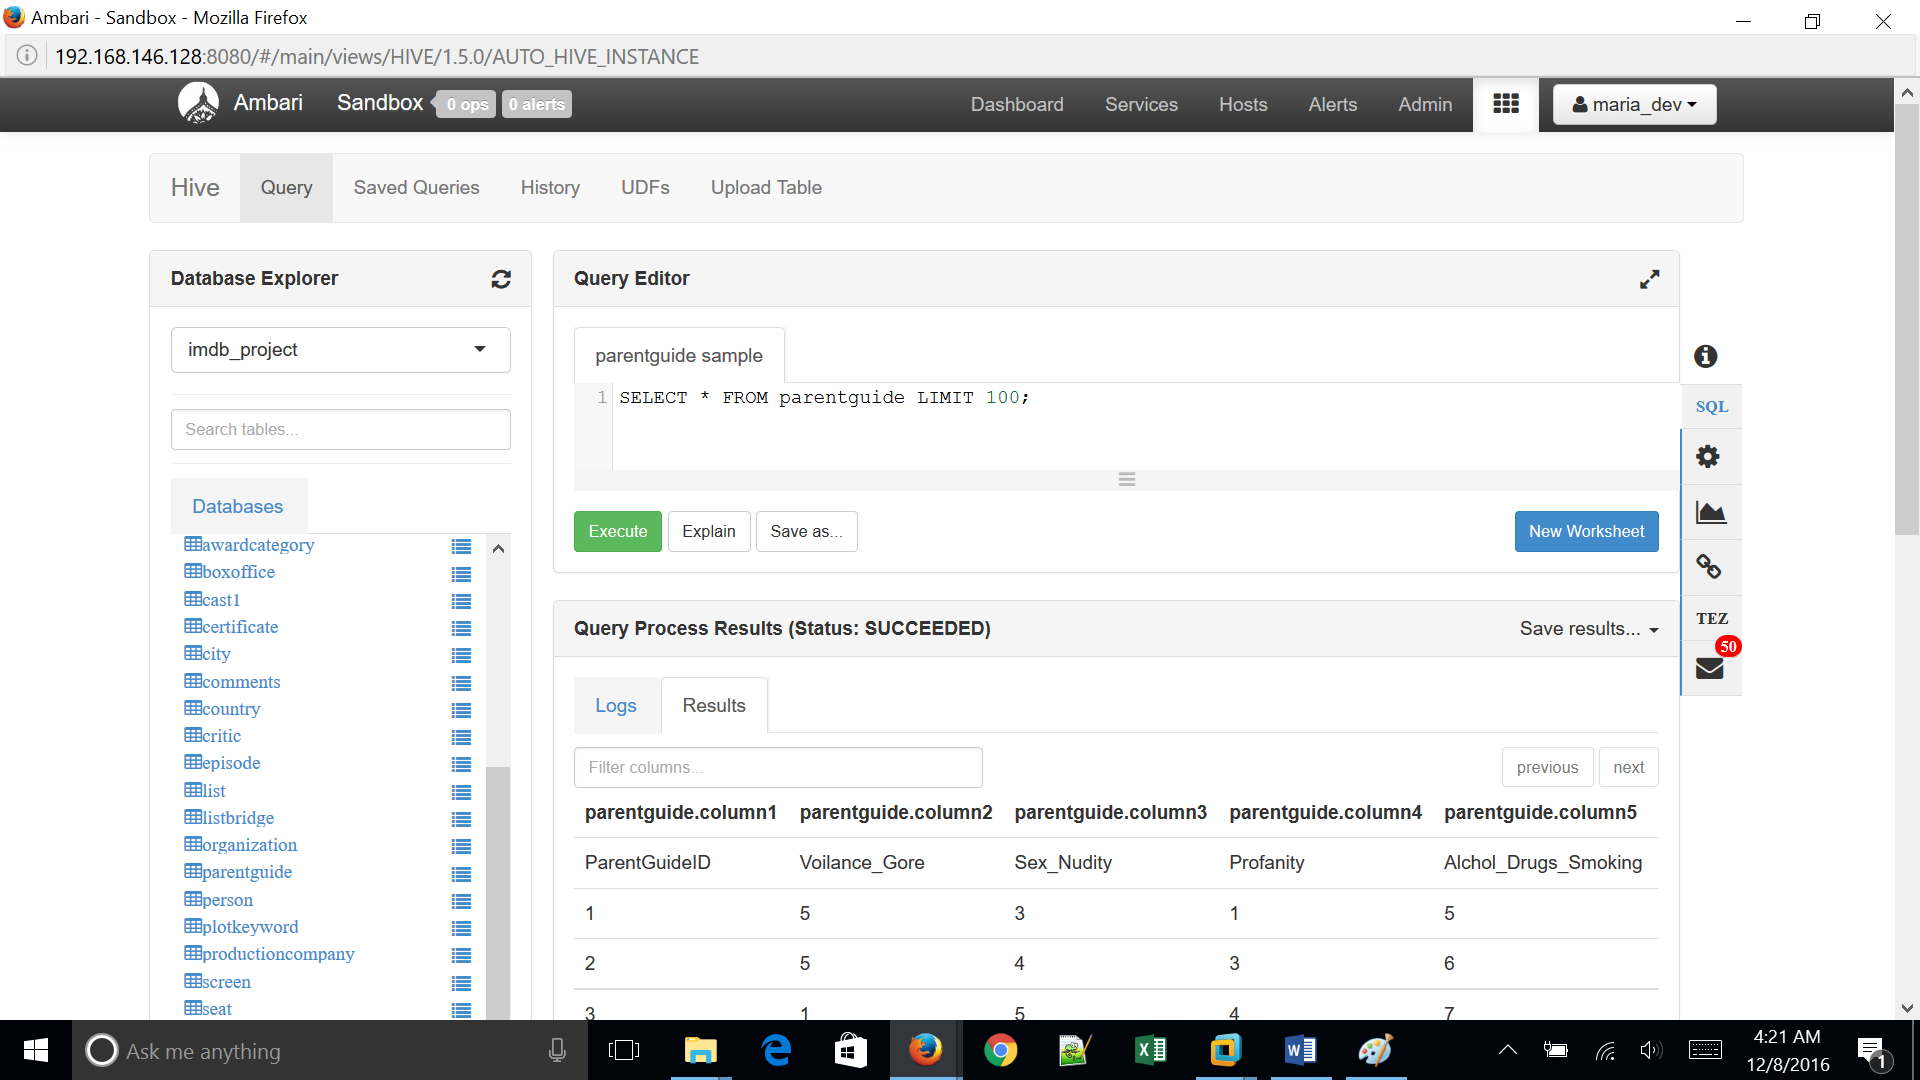 Ambari - Sandbox - Mozilla Firefox
192.168.146.128:8080/#/main/views/HIVE/1.5.0/AUTO_HIVE_INSTANCE
Ambari Sandbox 0 ops 0 alerts Dashboard Services Hosts Alerts Admin maria_dev
Hive Query Saved Queries History UDFs Upload Table
Database Explorer
imdb_project
Search tables...
Databases
awardcategory
boxoffice
cast1
certificate
city
comments
country
critic
episode
list
listbridge
organization
parentguide
person
plotkeyword
productioncompany
screen
seat
Query Editor
parentguide sample
1 SELECT * FROM parentguide LIMIT 100;
Execute Explain Save as... New Worksheet
SQL
TEZ
50
Query Process Results (Status: SUCCEEDED) Save results...
Logs Results
Filter columns... previous next
parentguide.column1 parentguide.column2 parentguide.column3 parentguide.column4 parentguide.column5
ParentGuideID Voilance_Gore Sex_Nudity Profanity Alchol_Drugs_Smoking
1 5 3 1 5
2 5 4 3 6
3 1 5 4 7
Ask me anything
4:21 AM
12/8/2016
1